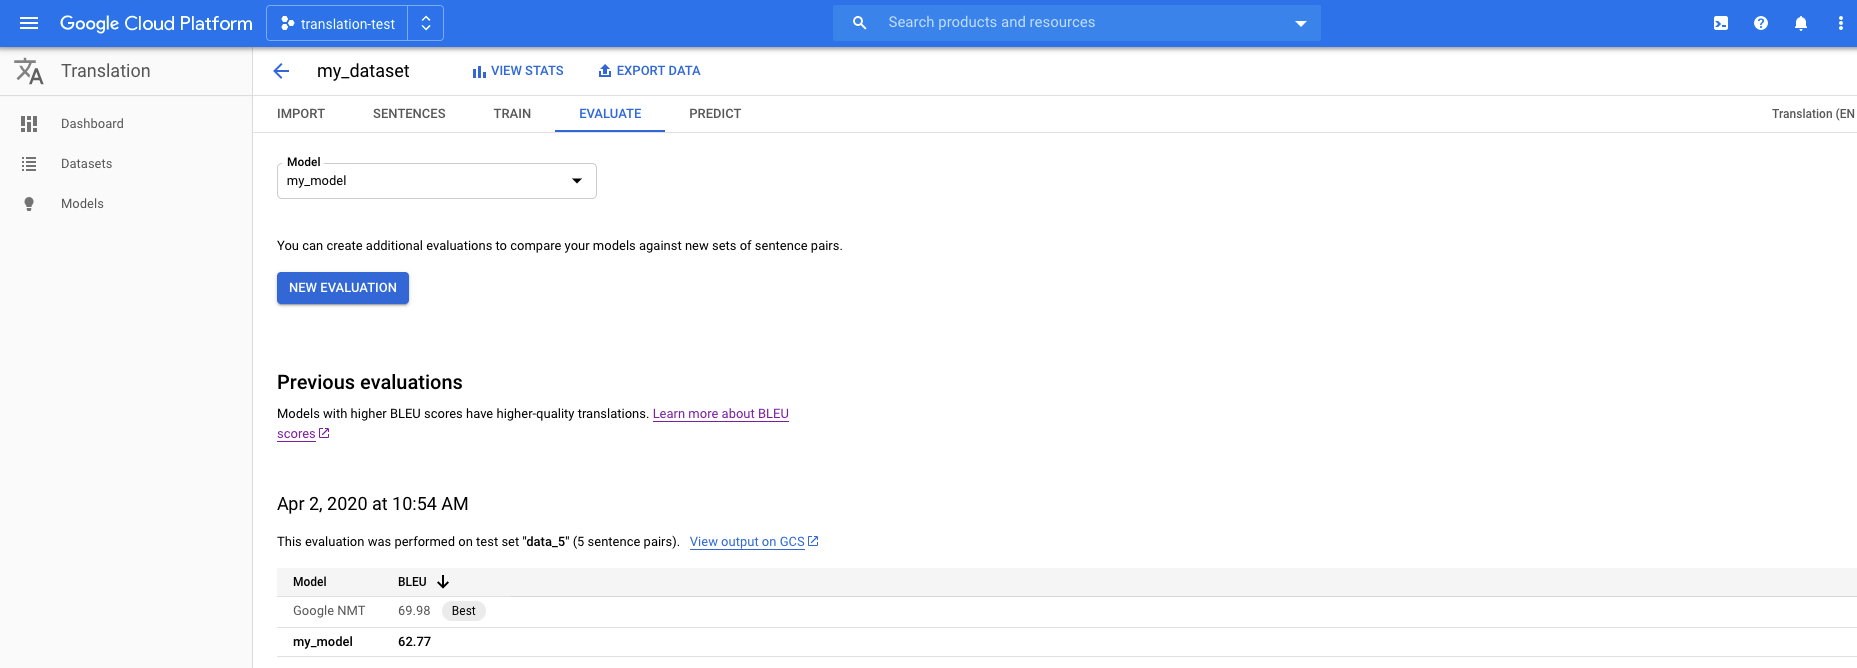 Google Cloud Platform
translation-test
Search products and resources
Translation
my_dataset
VIEW STATS
EXPORT DATA
IMPORT
SENTENCES
TRAIN
EVALUATE
PREDICT
Translation (EN
Dashboard
Datasets
Models
Model
my_model
You can create additional evaluations to compare your models against new sets of sentence pairs.
NEW EVALUATION
Previous evaluations
Models with higher BLEU scores have higher-quality translations. Learn more about BLEU
scores
Apr 2, 2020 at 10:54 AM
This evaluation was performed on test set "data_5" (5 sentence pairs). View output on GCS
Model BLEU
Google NMT 69.98 Best
my_model 62.77